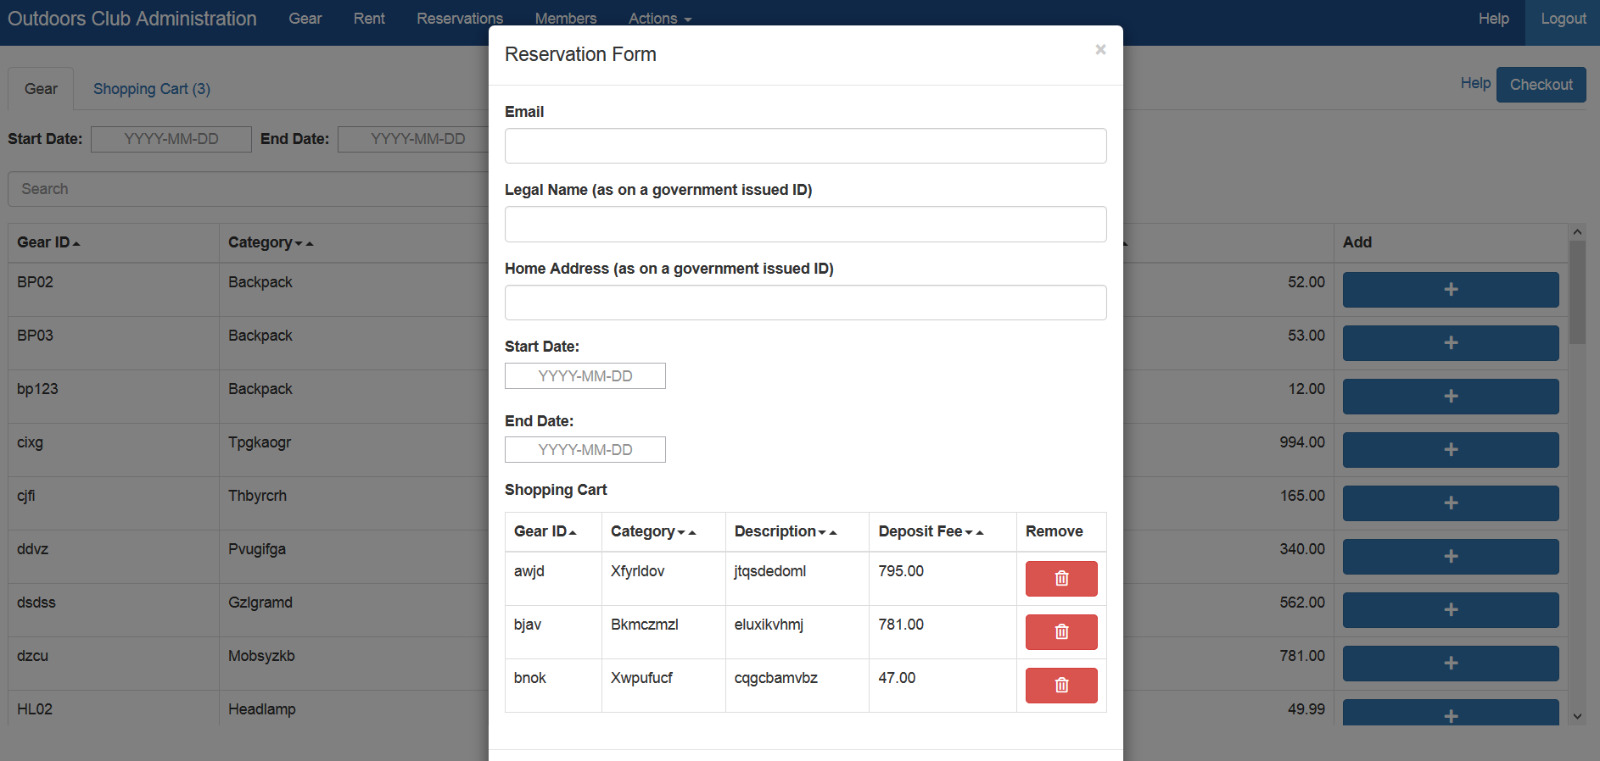 Outdoors Club Administration Gear Rent Reservations Members Actions Help Logout
Reservation Form ×
Gear Shopping Cart (3) Help Checkout
Start Date: YYYY-MM-DD End Date: YYYY-MM-DD
Search
Gear ID Category Add
BP02 Backpack 52.00 +
BP03 Backpack 53.00 +
bp123 Backpack 12.00 +
cixg Tpgkaogr 994.00 +
cjfl Thbyrcrh 165.00 +
ddvz Pvugifga 340.00 +
dsdss Gzlgramd 562.00 +
dzcu Mobsyzkb 781.00 +
HL02 Headlamp 49.99 +
Email
Legal Name (as on a government issued ID)
Home Address (as on a government issued ID)
Start Date:
YYYY-MM-DD
End Date:
YYYY-MM-DD
Shopping Cart
Gear ID Category Description Deposit Fee Remove
awjd Xfyrldov jtqsdedoml 795.00
bjav Bkmczmzl eluxikvhmj 781.00
bnok Xwpufucf cqgcbamvbz 47.00